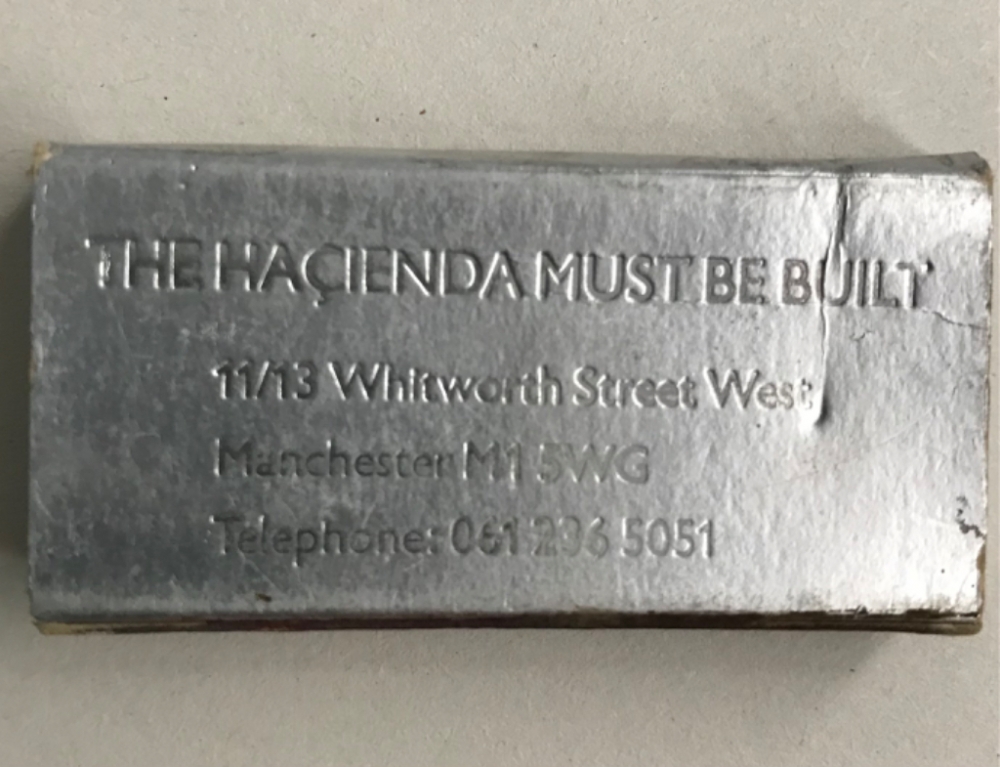 THE HAÇIENDA MUST BE BUILT
11/13 Whitworth Street West
Manchester M1 5WG
Telephone: 061 236 5051